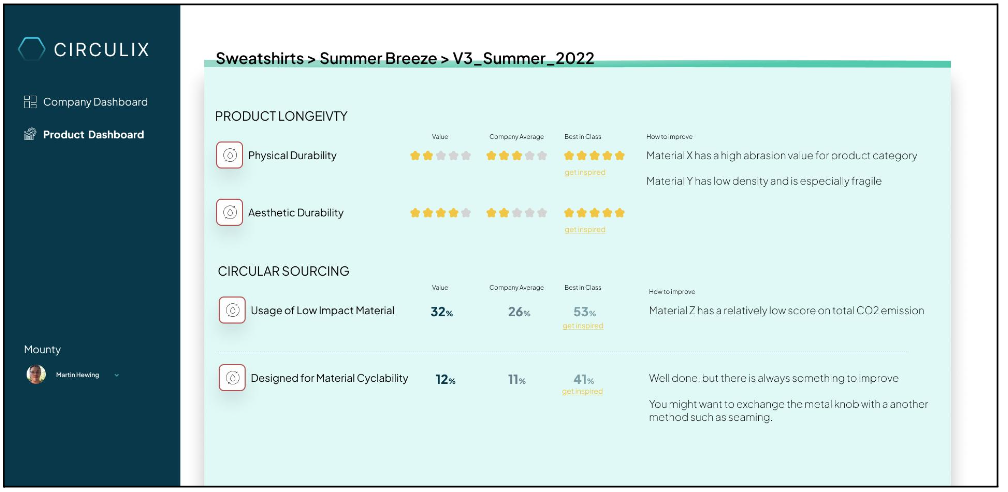 CIRCULIX
Company Dashboard
Product Dashboard
Mounty
Martin Hewing
Sweatshirts > Summer Breeze > V3_Summer_2022
PRODUCT LONGEIVTY
Value Company Average Best in Class How to improve
Physical Durability Material X has a high abrasion value for product category
get inspired
Material Y has low density and is especially fragile
Aesthetic Durability
get inspired
CIRCULAR SOURCING
Value Company Average Best in Class How to improve
Usage of Low Impact Material 32% 26% 53% Material Z has a relatively low score on total CO2 emission
get inspired
Designed for Material Cyclability 12% 11% 41% Well done, but there is always something to improve
get inspired
You might want to exchange the metal knob with a another
method such as seaming.